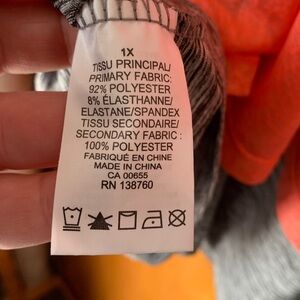 1X
TISSU PRINCIPAL/
PRIMARY FABRIC:
92% POLYESTER
8% ÉLASTHANNE/
ELASTANE/SPANDEX
TISSU SECONDAIRE/
SECONDARY FABRIC :
100% POLYESTER
FABRIQUÉ EN CHINE
MADE IN CHINA
CA 00655
RN 138760